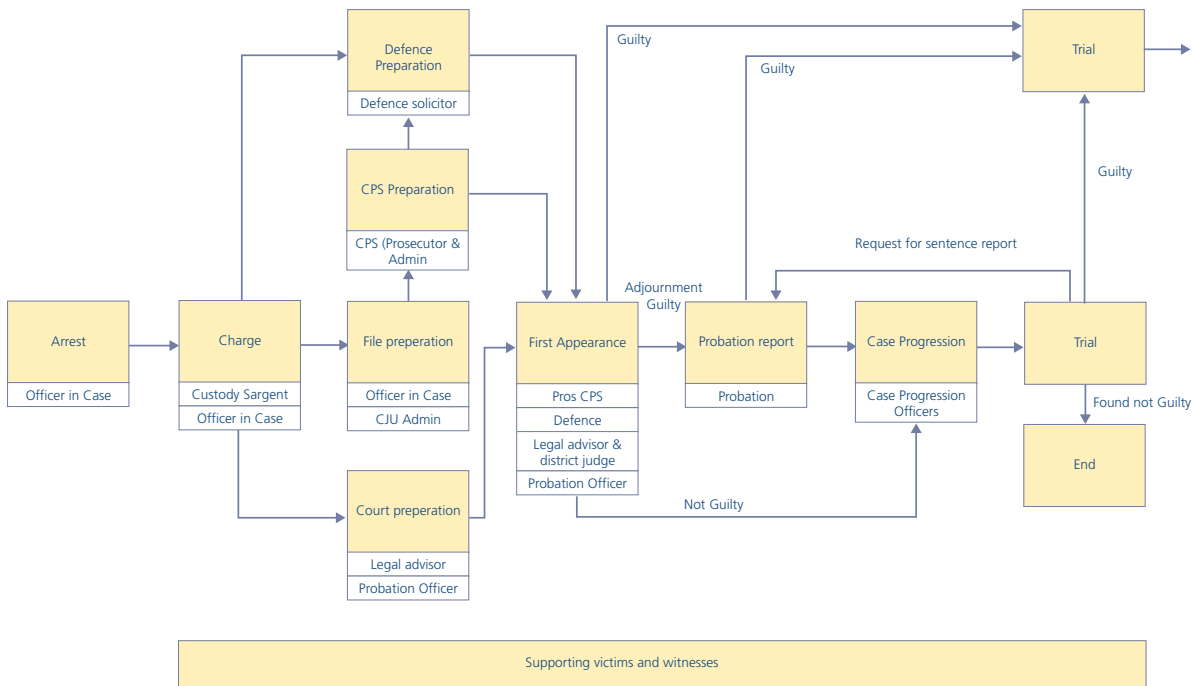 Defence
Preparation
Defence solicitor
Guilty
Guilty
Trial
CPS Preparation
CPS (Prosecutor &
Admin
Guilty
Request for sentence report
Adjournment
Guilty
Arrest
Officer in Case
Charge
Custody Sargent
Officer in Case
File preperation
Officer in Case
CJU Admin
First Appearance
Pros CPS
Defence
Legal advisor &
district judge
Probation Officer
Probation report
Probation
Case Progression
Case Progression
Officers
Trial
Found not Guilty
End
Court preperation
Legal advisor
Probation Officer
Not Guilty
Supporting victims and witnesses